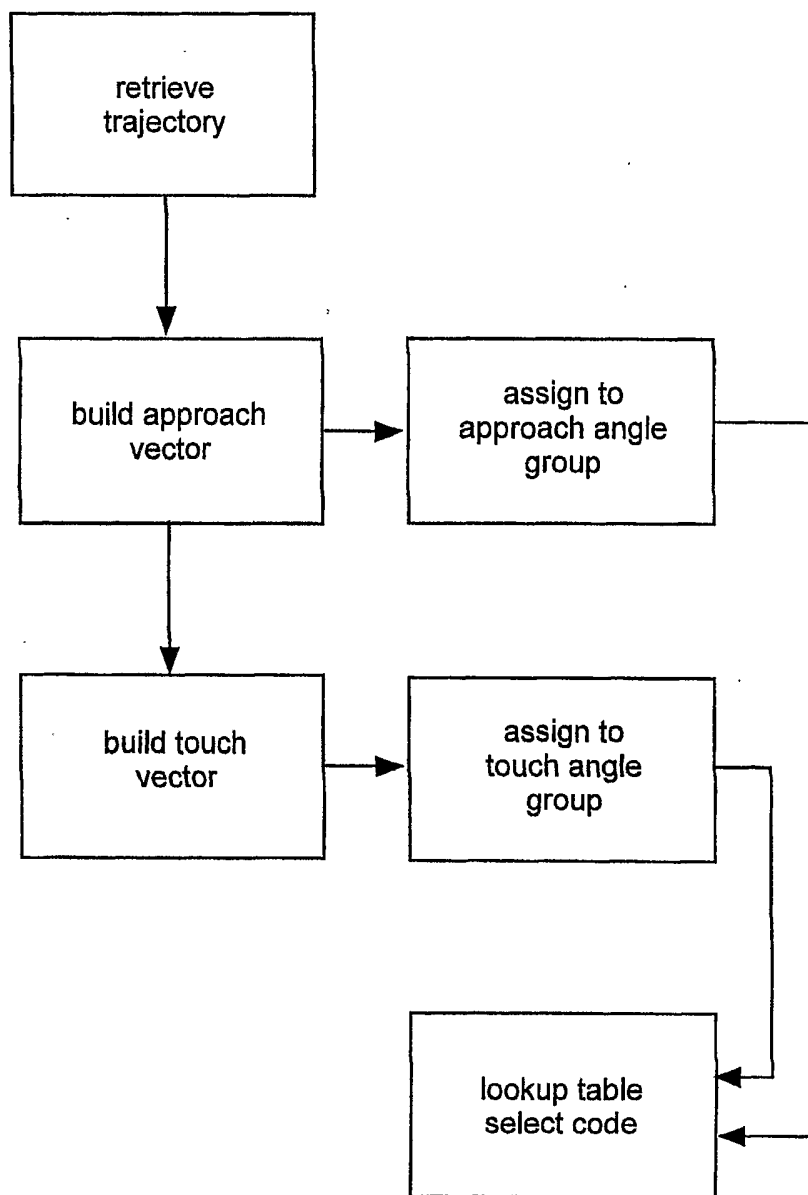 retrieve
trajectory
build approach
vector
assign to
approach angle
group
build touch
vector
assign to
touch angle
group
lookup table
select code